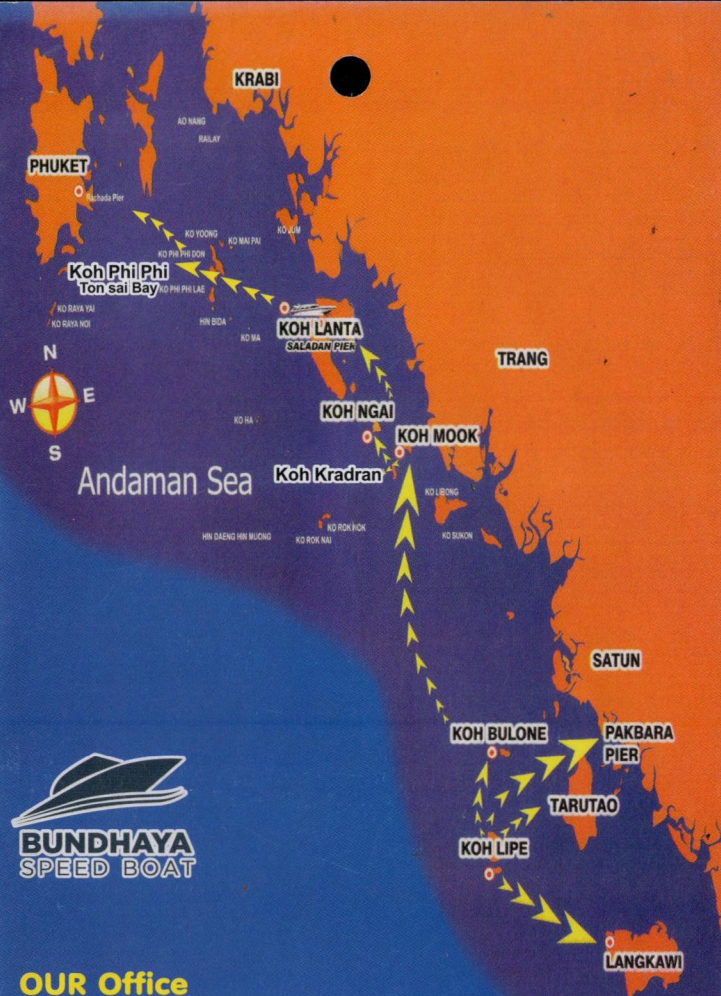 KRABI
AO NANG
RAILAY
PHUKET
Rachada Pier
KO YOONG
KO MAI PAI
KO JUM
KO PHI PHI DON
Koh Phi Phi
Ton sai Bay
KO PHI PHI LAE
KO RAYA YAI
KO RAYA NOI
HIN BIDA
KO MA
KOH LANTA
SALADAN PIER
TRANG
N
W
E
S
KO HA
KOH NGAI
KOH MOOK
Andaman Sea
Koh Kradran
KO LIBONG
HIN DAENG HIN MUONG
KO ROK NOK
KO ROK NAI
KO SUKON
SATUN
KOH BULONE
PAKBARA
PIER
TARUTAO
KOH LIPE
BUNDHAYA
SPEED BOAT
LANGKAWI
OUR Office